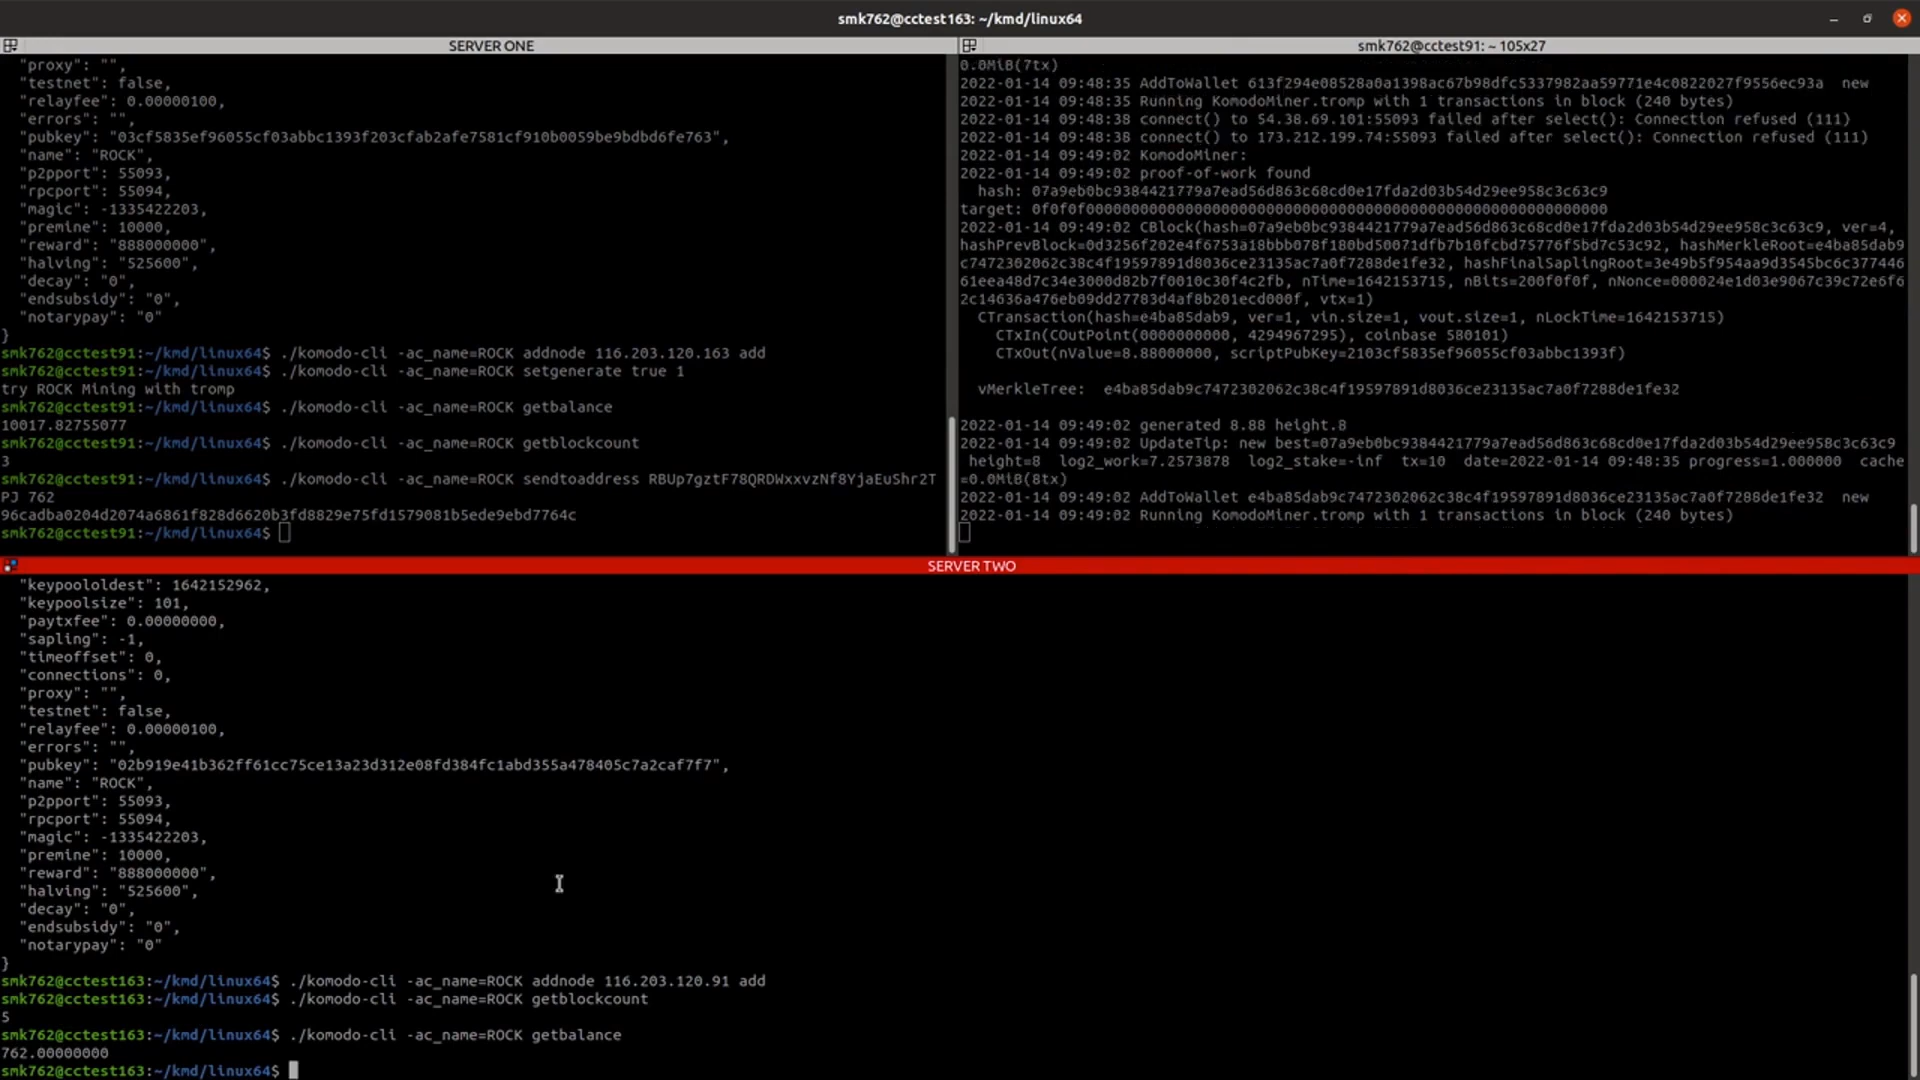 smk762@cctest163: ~/kmd/linux64
SERVER ONE
"proxy": "",
"testnet": false,
"relayfee": 0.00000100,
"errors": "",
"pubkey": "03cf5835ef96055cf03abbc1393f203cfab2afe7581cf910b0059be9bdbd6fe763",
"name": "ROCK",
"p2pport": 55093,
"rpcport": 55094,
"magic": -1335422203,
"premine": 10000,
"reward": "888000000",
"halving": "525600",
"decay": "0",
"endsubsidy": "0",
"notarypay": "0"
}
smk762@cctest91:~/kmd/linux64$ ./komodo-cli -ac_name=ROCK addnode 116.203.120.163 add
smk762@cctest91:~/kmd/linux64$ ./komodo-cli -ac_name=ROCK setgenerate true 1
try ROCK Mining with tromp
smk762@cctest91:~/kmd/linux64$ ./komodo-cli -ac_name=ROCK getbalance
10017.82755077
smk762@cctest91:~/kmd/linux64$ ./komodo-cli -ac_name=ROCK getblockcount
3
smk762@cctest91:~/kmd/linux64$ ./komodo-cli -ac_name=ROCK sendtoaddress RBUp7gztF78QRDWxxvzNf8YjaEuShr2T
PJ 762
96cadba0204d2074a6861f828d6620b3fd8829e75fd1579081b5ede9ebd7764c
smk762@cctest91:~/kmd/linux64$
smk762@cctest91: ~ 105x27
0.0MiB(7tx)
2022-01-14 09:48:35 AddToWallet 613f294e08528a0a1398ac67b98dfc5337982aa59771e4c0822027f9556ec93a  new
2022-01-14 09:48:35 Running KomodoMiner.tromp with 1 transactions in block (240 bytes)
2022-01-14 09:48:38 connect() to 54.38.69.101:55093 failed after select(): Connection refused (111)
2022-01-14 09:48:38 connect() to 173.212.199.74:55093 failed after select(): Connection refused (111)
2022-01-14 09:49:02 KomodoMiner:
2022-01-14 09:49:02 proof-of-work found
hash: 07a9eb0bc9384421779a7ead56d863c68cd0e17fda2d03b54d29ee958c3c63c9
target: 0f0f0f0000000000000000000000000000000000000000000000000000000000
2022-01-14 09:49:02 CBlock(hash=07a9eb0bc9384421779a7ead56d863c68cd0e17fda2d03b54d29ee958c3c63c9, ver=4,
hashPrevBlock=0d3256f202e4f6753a18bbb078f180bd50071dfb7b10fcbd75776f5bd7c53c92, hashMerkleRoot=e4ba85dab9
c7472302062c38c4f19597891d8036ce23135ac7a0f7288de1fe32, hashFinalSaplingRoot=3e49b5f954aa9d3545bc6c377446
61eea48d7c34e3000d82b7f0010c30f4c2fb, nTime=1642153715, nBits=200f0f0f, nNonce=000024e1d03e9067c39c72e6f6
2c14636a476eb09dd27783d4af8b201ecd000f, vtx=1)
CTransaction(hash=e4ba85dab9, ver=1, vin.size=1, vout.size=1, nLockTime=1642153715)
CTxIn(COutPoint(0000000000, 4294967295), coinbase 580101)
CTxOut(nValue=8.88000000, scriptPubKey=2103cf5835ef96055cf03abbc1393f)
vMerkleTree:  e4ba85dab9c7472302062c38c4f19597891d8036ce23135ac7a0f7288de1fe32
2022-01-14 09:49:02 generated 8.88 height.8
2022-01-14 09:49:02 UpdateTip: new best=07a9eb0bc9384421779a7ead56d863c68cd0e17fda2d03b54d29ee958c3c63c9
height=8  log2_work=7.2573878  log2_stake=-inf  tx=10  date=2022-01-14 09:48:35 progress=1.000000  cache
=0.0MiB(8tx)
2022-01-14 09:49:02 AddToWallet e4ba85dab9c7472302062c38c4f19597891d8036ce23135ac7a0f7288de1fe32  new
2022-01-14 09:49:02 Running KomodoMiner.tromp with 1 transactions in block (240 bytes)
SERVER TWO
"keypoololdest": 1642152962,
"keypoolsize": 101,
"paytxfee": 0.00000000,
"sapling": -1,
"timeoffset": 0,
"connections": 0,
"proxy": "",
"testnet": false,
"relayfee": 0.00000100,
"errors": "",
"pubkey": "02b919e41b362ff61cc75ce13a23d312e08fd384fc1abd355a478405c7a2caf7f7",
"name": "ROCK",
"p2pport": 55093,
"rpcport": 55094,
"magic": -1335422203,
"premine": 10000,
"reward": "888000000",
"halving": "525600",
"decay": "0",
"endsubsidy": "0",
"notarypay": "0"
}
smk762@cctest163:~/kmd/linux64$ ./komodo-cli -ac_name=ROCK addnode 116.203.120.91 add
smk762@cctest163:~/kmd/linux64$ ./komodo-cli -ac_name=ROCK getblockcount
5
smk762@cctest163:~/kmd/linux64$ ./komodo-cli -ac_name=ROCK getbalance
762.00000000
smk762@cctest163:~/kmd/linux64$